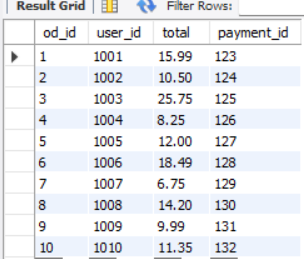 Result Grid Filter Rows:
od_id user_id total payment_id
1 1001 15.99 123
2 1002 10.50 124
3 1003 25.75 125
4 1004 8.25 126
5 1005 12.00 127
6 1006 18.49 128
7 1007 6.75 129
8 1008 14.20 130
9 1009 9.99 131
10 1010 11.35 132